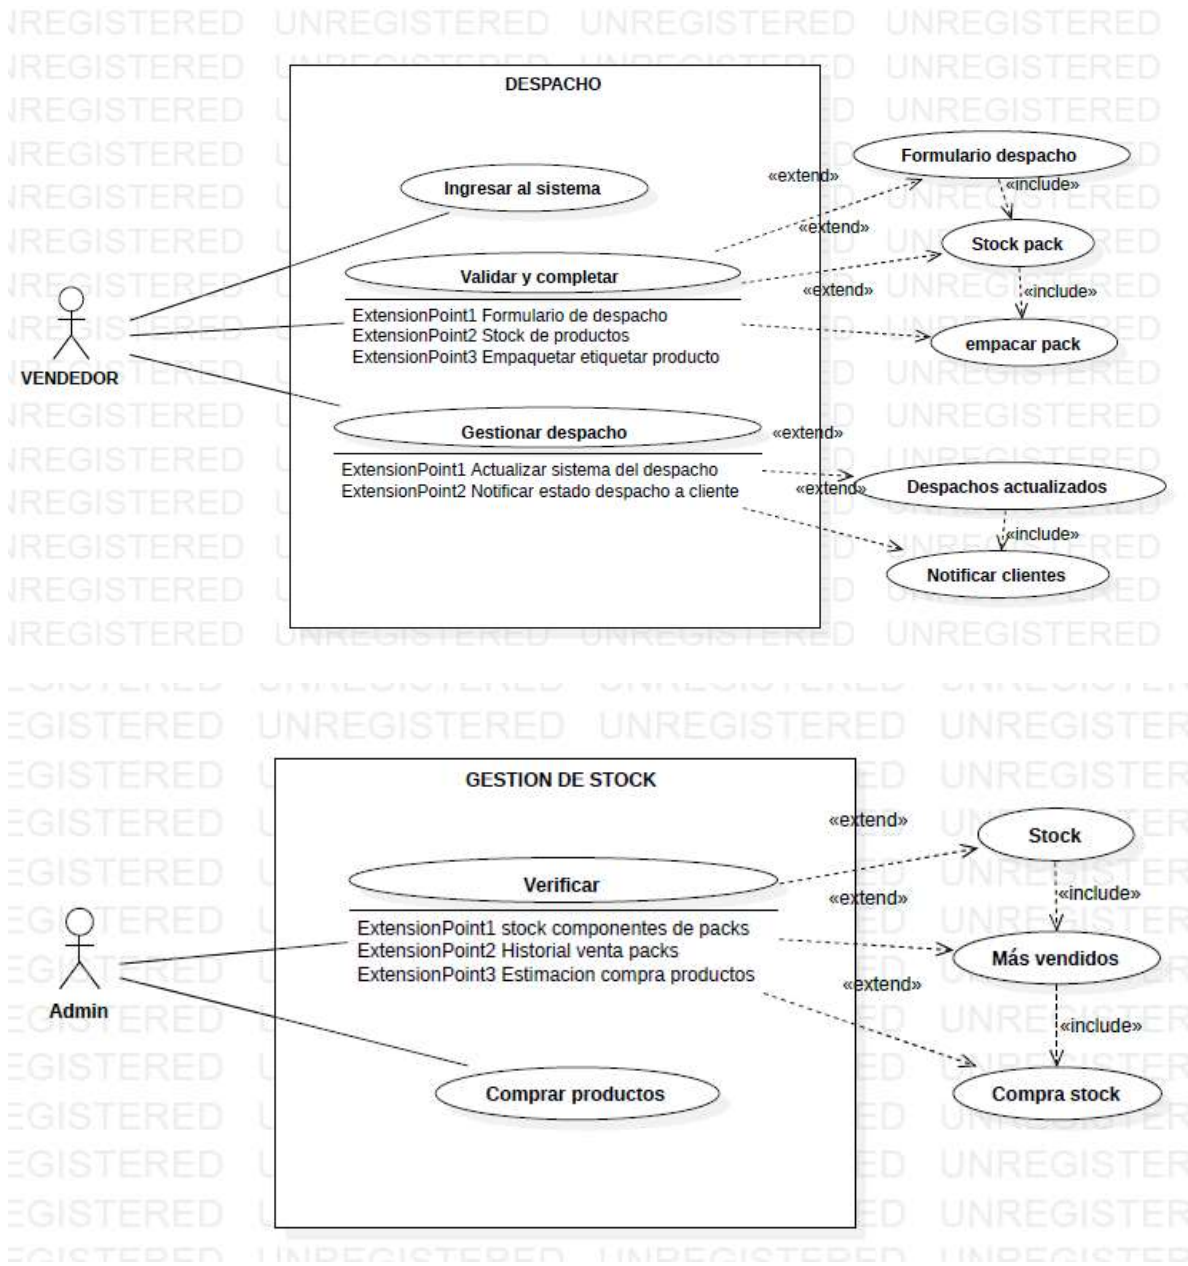 DESPACHO
Ingresar al sistema
Validar y completar
ExtensionPoint1 Formulario de despacho
ExtensionPoint2 Stock de productos
ExtensionPoint3 Empaquetar etiquetar producto
VENDEDOR
Gestionar despacho
ExtensionPoint1 Actualizar sistema del despacho
ExtensionPoint2 Notificar estado despacho a cliente
«extend»
«extend»
«extend»
«extend»
«extend»
Formulario despacho
«include»
Stock pack
«include»
empacar pack
Despachos actualizados
«include»
Notificar clientes
GESTION DE STOCK
Verificar
ExtensionPoint1 stock componentes de packs
ExtensionPoint2 Historial venta packs
ExtensionPoint3 Estimacion compra productos
Admin
Comprar productos
«extend»
«extend»
«extend»
Stock
«include»
Más vendidos
«include»
Compra stock
UNREGISTERED